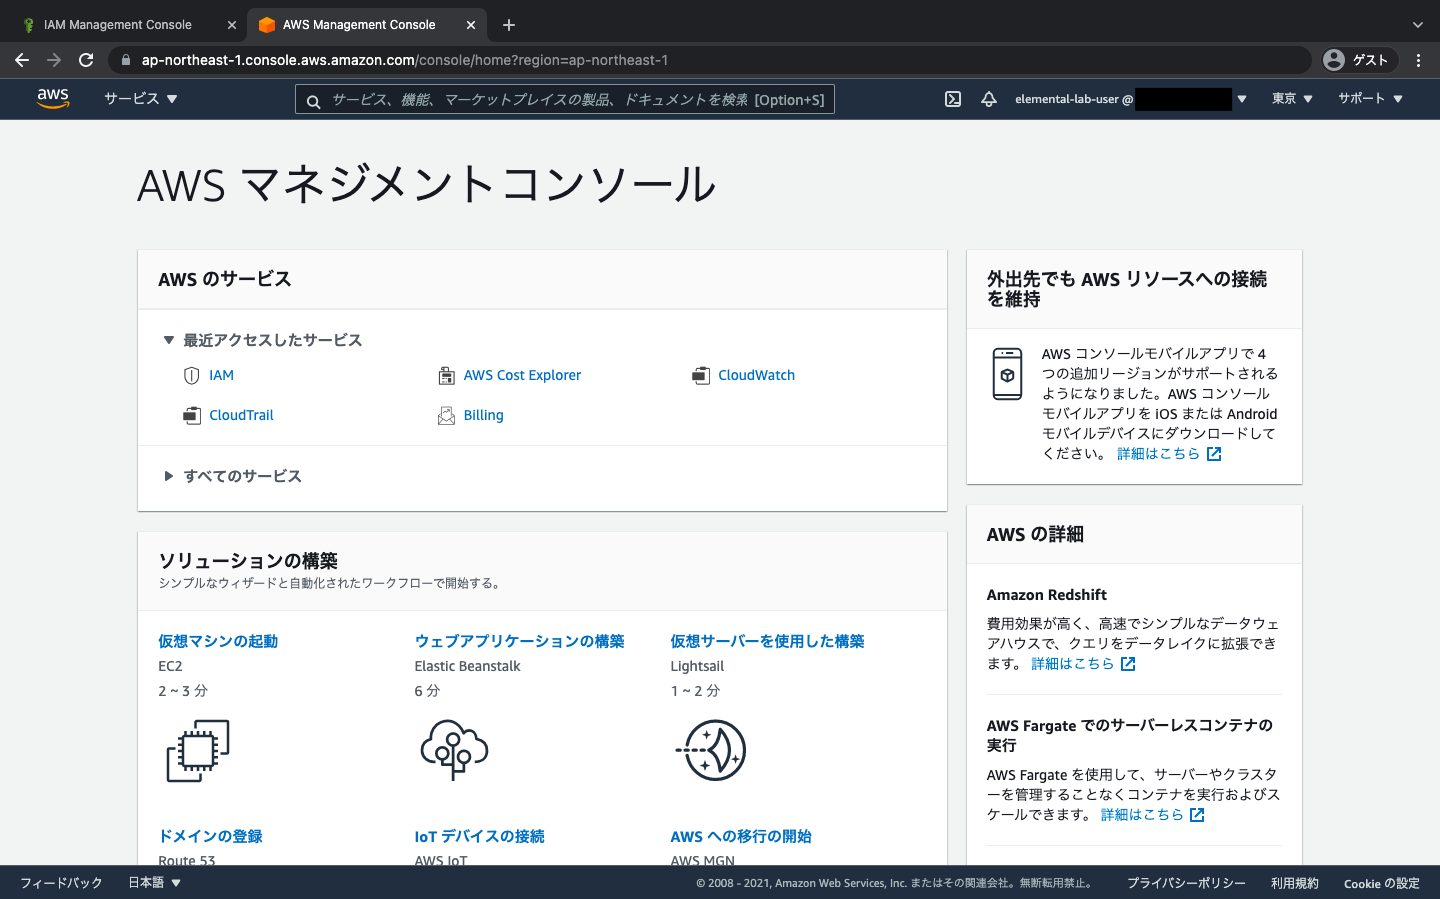 IAM Management Console
AWS Management Console
ap-northeast-1.console.aws.amazon.com/console/home?region=ap-northeast-1
ゲスト
aws
サービス
サービス、機能、マーケットプレイスの製品、ドキュメントを検索 [Option+S]
elemental-lab-user @
東京
サポート
AWS マネジメントコンソール
AWS のサービス
最近アクセスしたサービス
IAM
AWS Cost Explorer
CloudWatch
CloudTrail
Billing
すべてのサービス
ソリューションの構築
シンプルなウィザードと自動化されたワークフローで開始する。
仮想マシンの起動
EC2
2 ~ 3 分
ウェブアプリケーションの構築
Elastic Beanstalk
6 分
仮想サーバーを使用した構築
Lightsail
1 ~ 2 分
ドメインの登録
Route 53
IoT デバイスの接続
AWS IoT
AWS への移行の開始
AWS MGN
外出先でも AWS リソースへの接続
を維持
AWS コンソールモバイルアプリで 4
つの追加リージョンがサポートされる
ようになりました。AWS コンソール
モバイルアプリを iOS または Android
モバイルデバイスにダウンロードして
ください。 詳細はこちら
AWS の詳細
Amazon Redshift
費用効果が高く、高速でシンプルなデータウェ
アハウスで、クエリをデータレイクに拡張でき
ます。 詳細はこちら
AWS Fargate でのサーバーレスコンテナの
実行
AWS Fargate を使用して、サーバーやクラスタ
ーを管理することなくコンテナを実行およびス
ケールできます。 詳細はこちら
フィードバック
日本語
© 2008 - 2021, Amazon Web Services, Inc. またはその関連会社。無断転用禁止。
プライバシーポリシー
利用規約
Cookie の設定